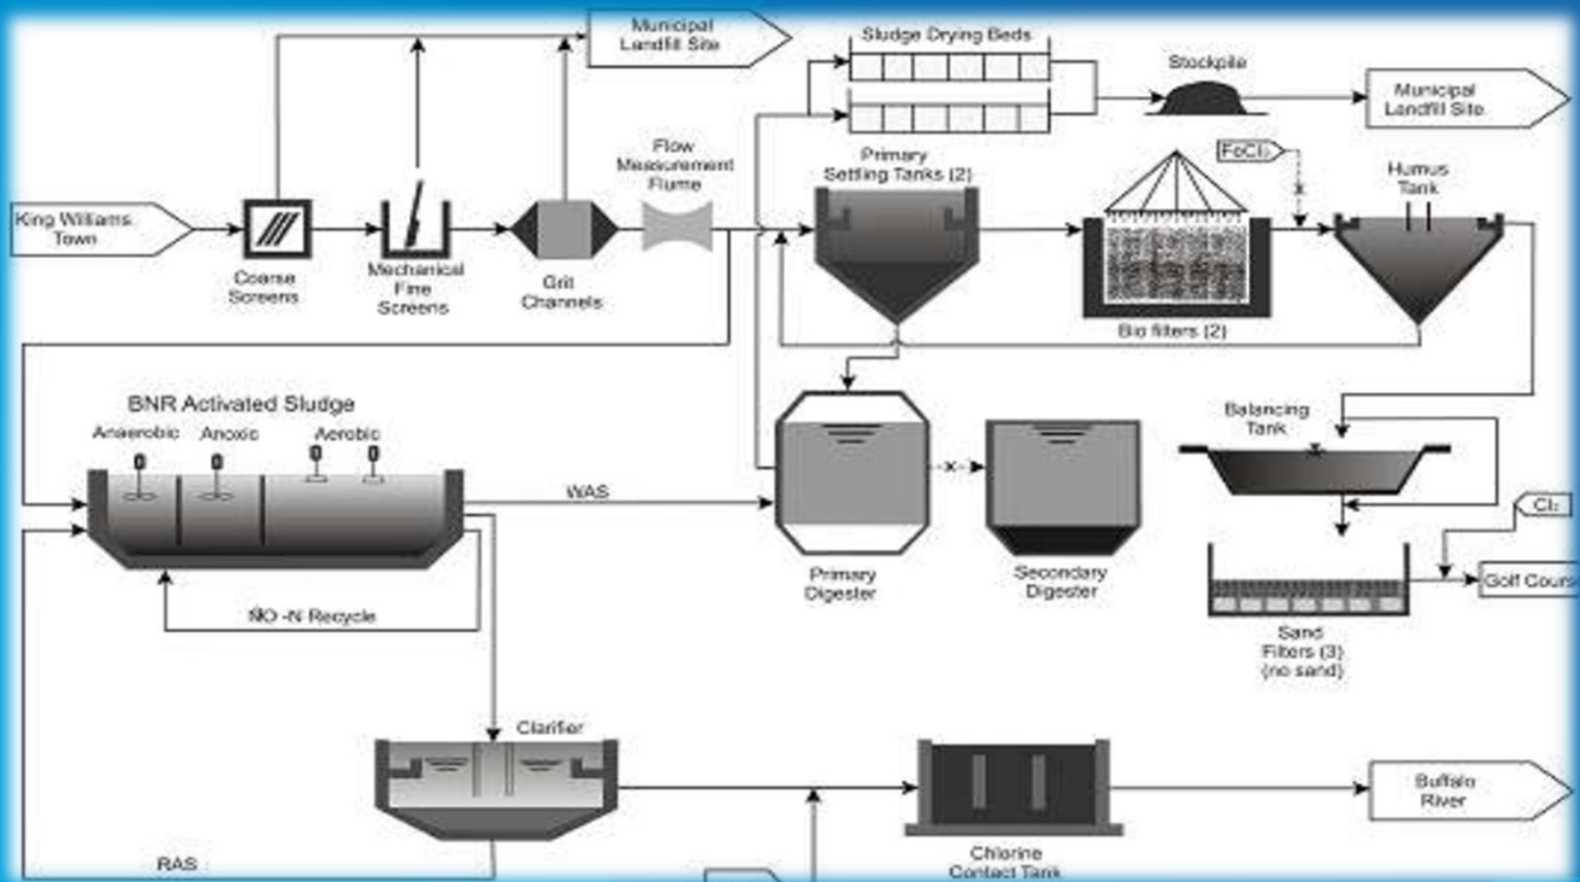 Municipal
Landfill Site
Sludge Drying Beds
Stockpile
Municipal
Landfill Site
Flow
Measurement
Flume
Primary
Settling Tanks (2)
FeCl₃
Humus
Tank
King Williams
Town
Coarse
Screens
Mechanical
Fine
Screens
Grit
Channels
Bio filters (2)
BNR Activated Sludge
Anaerobic
Anoxic
Aerobic
Balancing
Tank
WAS
x
Cl₂
Primary
Digester
Secondary
Digester
Golf Cours
-N Recycle
Sand
Filters (3)
(no sand)
Clarifier
Buffalo
River
RAS
Chlorine
Contact Tank